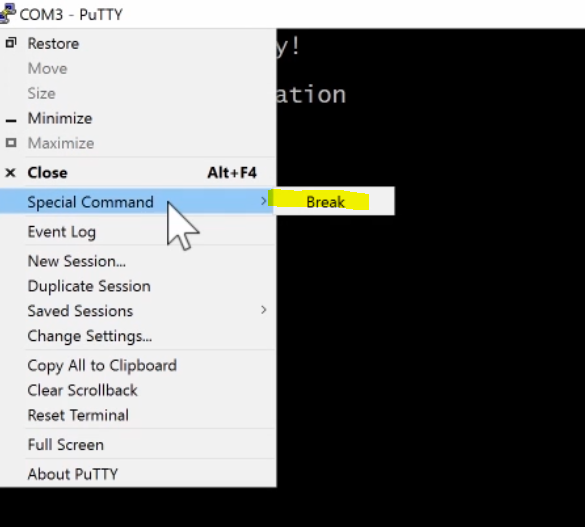 COM3 - PuTTY
Restore
y!
Move
Size
ation
Minimize
Maximize
Close Alt+F4
Special Command Break
Event Log
New Session...
Duplicate Session
Saved Sessions
Change Settings...
Copy All to Clipboard
Clear Scrollback
Reset Terminal
Full Screen
About PuTTY